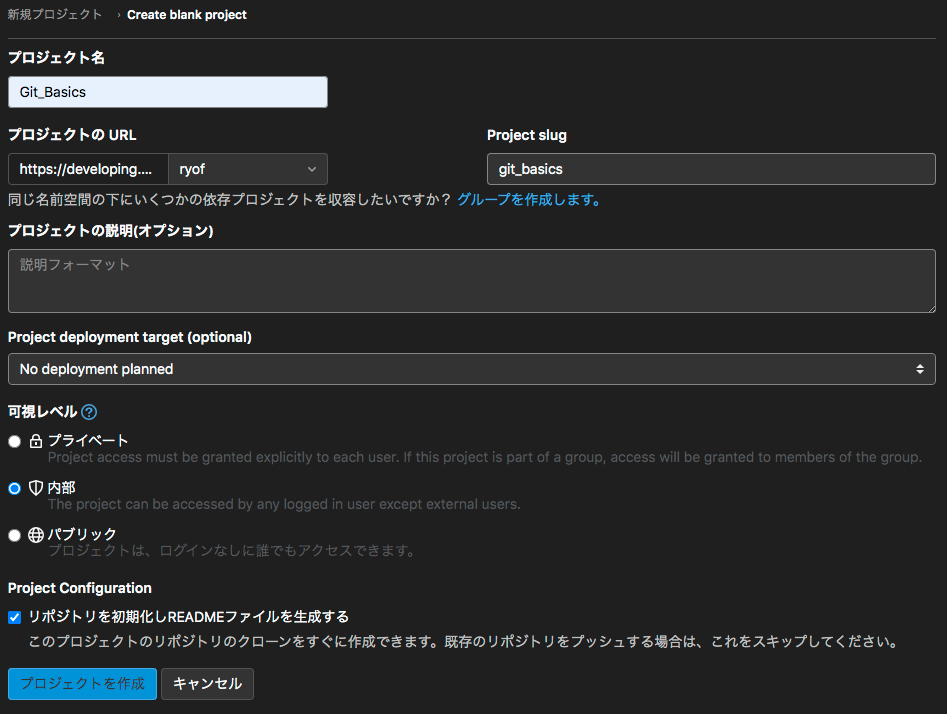 新規プロジェクト › Create blank project
プロジェクト名
Git_Basics
プロジェクトの URL
Project slug
https://developing.... ryof
git_basics
同じ名前空間の下にいくつかの依存プロジェクトを収容したいですか？ グループを作成します。
プロジェクトの説明(オプション)
説明フォーマット
Project deployment target (optional)
No deployment planned
可視レベル ?
プライベート
Project access must be granted explicitly to each user. If this project is part of a group, access will be granted to members of the group.
内部
The project can be accessed by any logged in user except external users.
パブリック
プロジェクトは、ログインなしに誰でもアクセスできます。
Project Configuration
リポジトリを初期化しREADMEファイルを生成する
このプロジェクトのリポジトリのクローンをすぐに作成できます。既存のリポジトリをプッシュする場合は、これをスキップしてください。
プロジェクトを作成 キャンセル